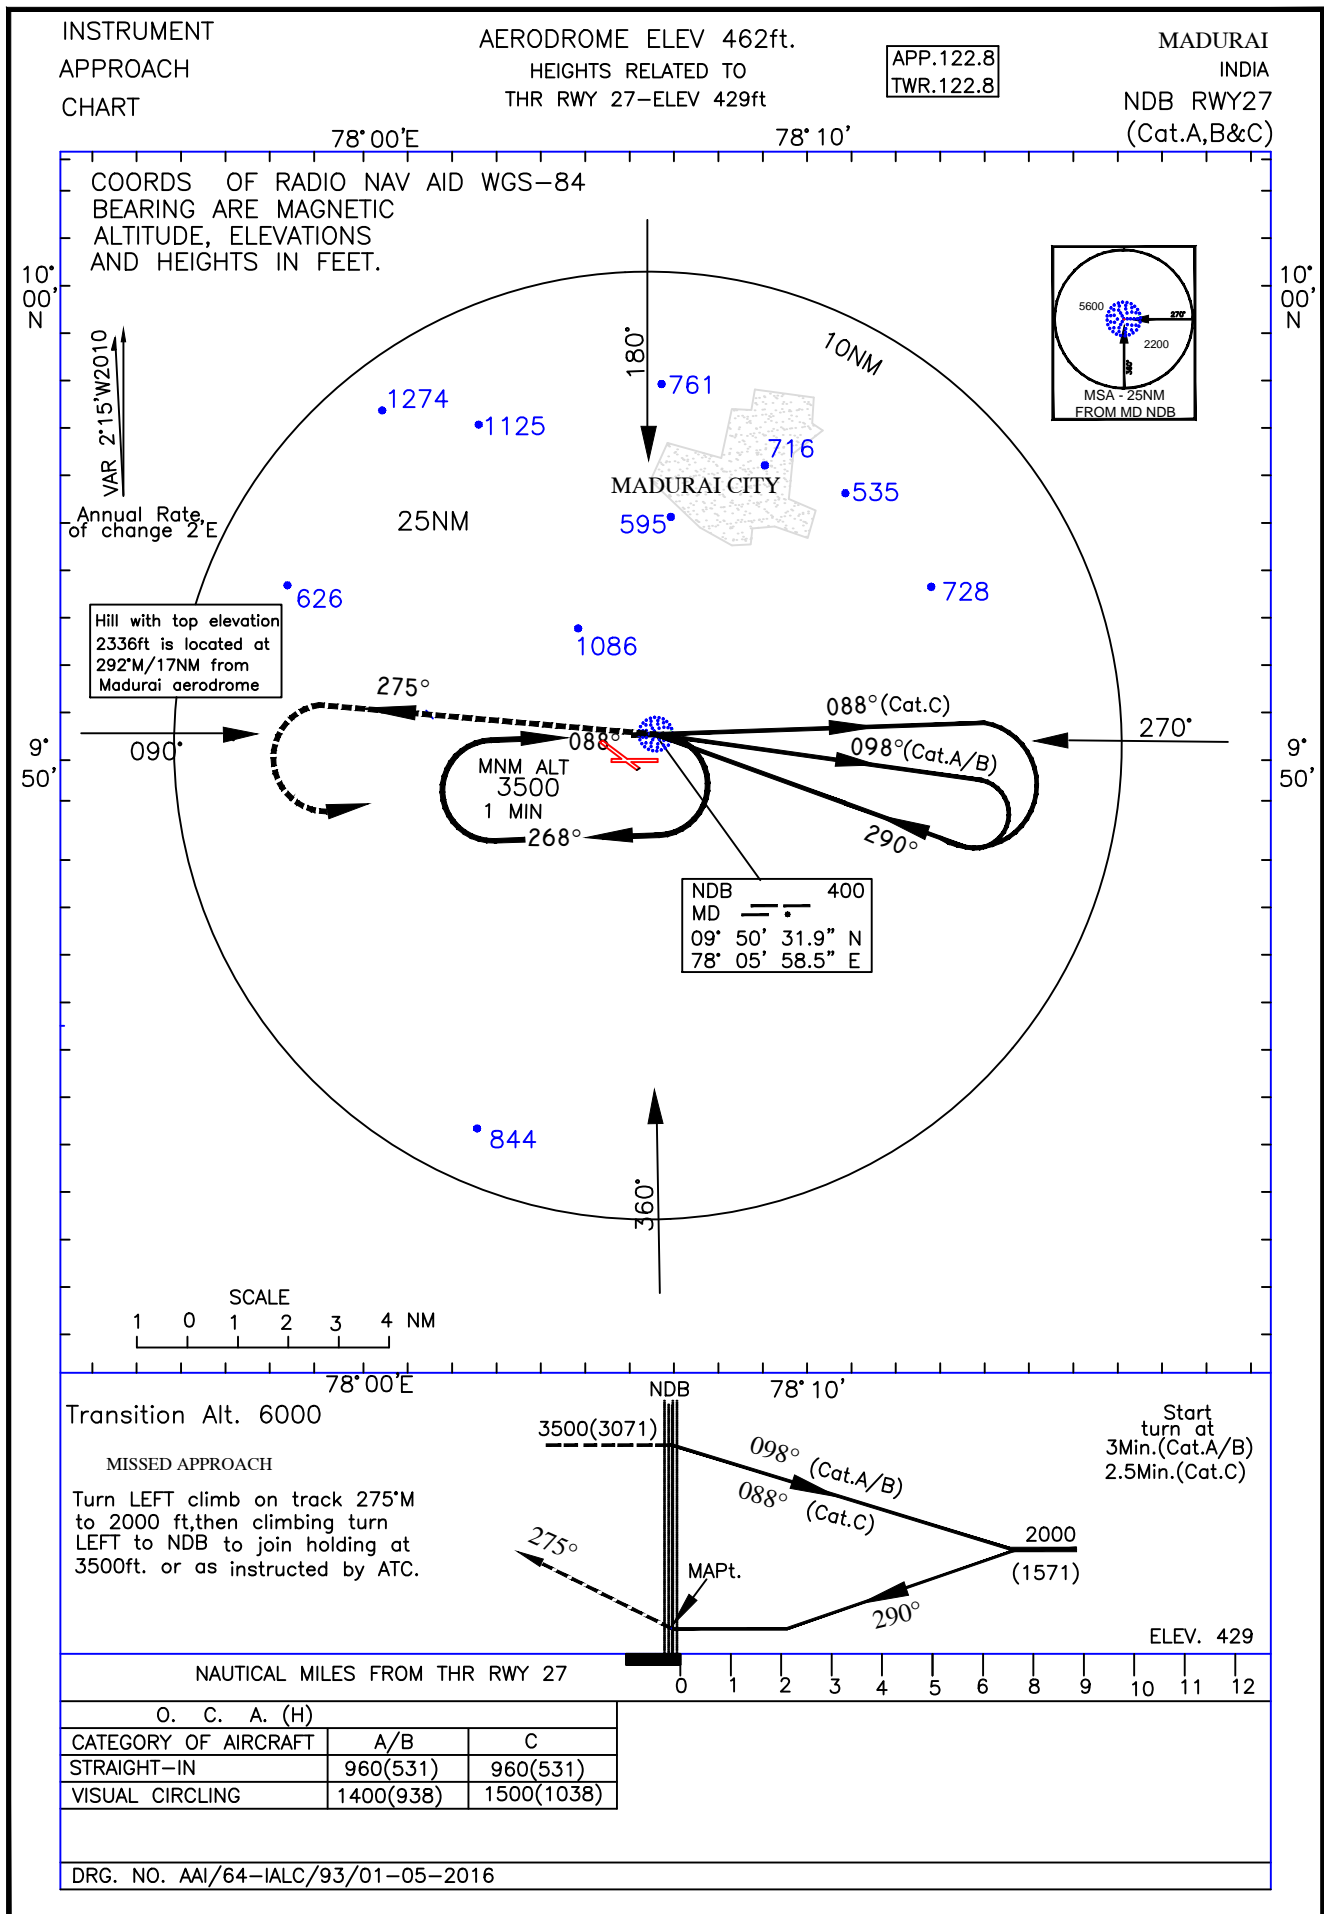 INSTRUMENT
APPROACH
CHART
AERODROME ELEV 462ft.
HEIGHTS RELATED TO
THR RWY 27-ELEV 429ft
APP.122.8
TWR.122.8
MADURAI
INDIA
NDB RWY27
(Cat.A,B&C)
78°00'E
78°10'
COORDS OF RADIO NAV AID WGS-84
BEARING ARE MAGNETIC
ALTITUDE, ELEVATIONS
AND HEIGHTS IN FEET.
10°
00'
N
10°
00'
N
VAR 2°15'W2010
Annual Rate
of change 2'E
180°
10NM
5600
270°
2200
360°
MSA - 25NM
FROM MD NDB
1274
1125
761
716
MADURAI CITY
535
595
25NM
626
728
1086
Hill with top elevation
2336ft is located at
292°M/17NM from
Madurai aerodrome
275°
088°(Cat.C)
270°
090°
088°
098°(Cat.A/B)
9°
50'
9°
50'
MNM ALT
3500
1 MIN
268°
290°
NDB 400
MD
09° 50' 31.9" N
78° 05' 58.5" E
844
360°
SCALE
1 0 1 2 3 4 NM
78°00'E
78°10'
NDB
Transition Alt. 6000
MISSED APPROACH
Turn LEFT climb on track 275°M
to 2000 ft,then climbing turn
LEFT to NDB to join holding at
3500ft. or as instructed by ATC.
3500(3071)
098° (Cat.A/B)
088° (Cat.C)
Start
turn at
3Min.(Cat.A/B)
2.5Min.(Cat.C)
275°
MAPt.
2000
(1571)
290°
ELEV. 429
NAUTICAL MILES FROM THR RWY 27
0 1 2 3 4 5 6 8 9 10 11 12
O. C. A. (H)
CATEGORY OF AIRCRAFT A/B C
STRAIGHT-IN 960(531) 960(531)
VISUAL CIRCLING 1400(938) 1500(1038)
DRG. NO. AAI/64-IALC/93/01-05-2016